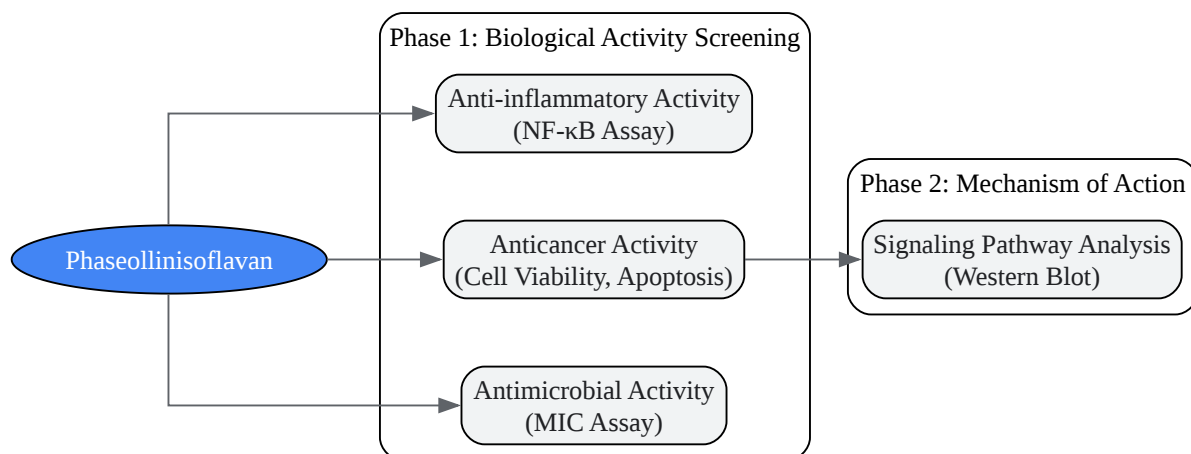 Phase 1: Biological Activity Screening
Anti-inflammatory Activity
(NF-κB Assay)
Phase 2: Mechanism of Action
Phaseollinisoflavan
Anticancer Activity
(Cell Viability, Apoptosis)
Signaling Pathway Analysis
(Western Blot)
Antimicrobial Activity
(MIC Assay)